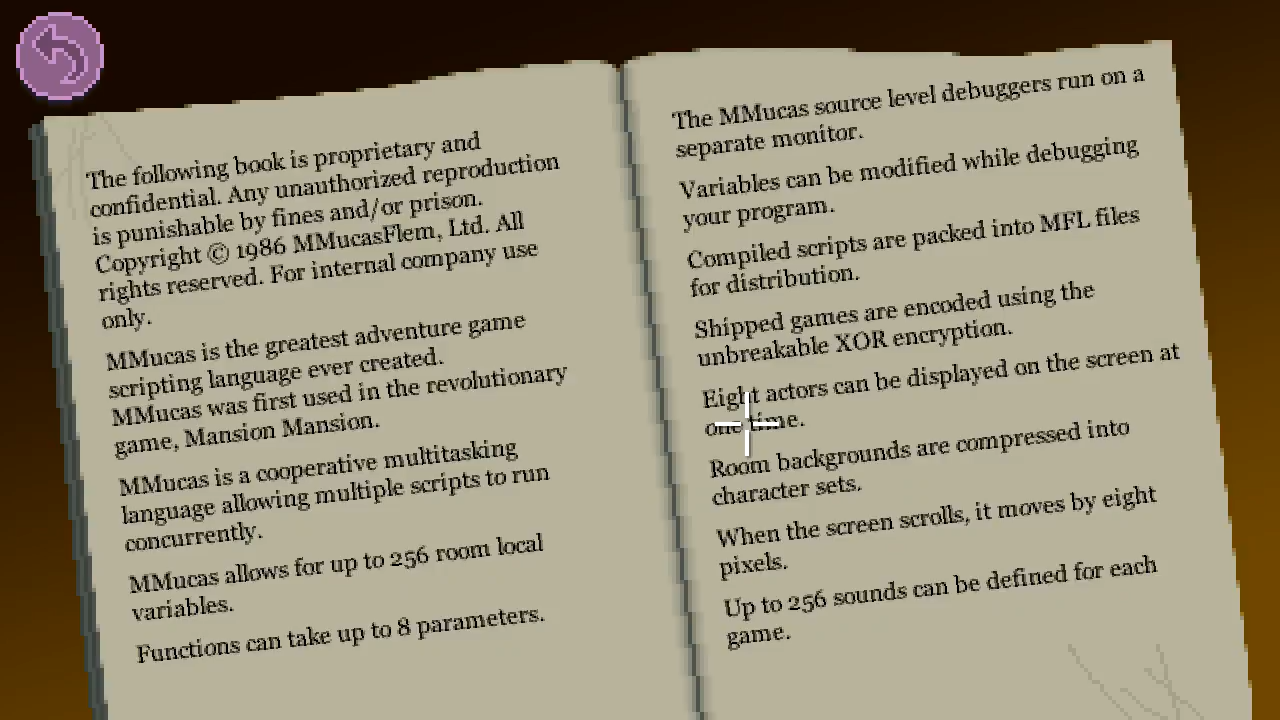 The following book is proprietary and
confidential. Any unauthorized reproduction
is punishable by fines and/or prison.
Copyright © 1986 MMucasFlem, Ltd. All
rights reserved. For internal company use
only.
MMucas is the greatest adventure game
scripting language ever created.
MMucas was first used in the revolutionary
game, Mansion Mansion.
MMucas is a cooperative multitasking
language allowing multiple scripts to run
concurrently.
MMucas allows for up to 256 room local
variables.
Functions can take up to 8 parameters.
The MMucas source level debuggers run on a
separate monitor.
Variables can be modified while debugging
your program.
Compiled scripts are packed into MFL files
for distribution.
Shipped games are encoded using the
unbreakable XOR encryption.
Eight actors can be displayed on the screen at
one time.
Room backgrounds are compressed into
character sets.
When the screen scrolls, it moves by eight
pixels.
Up to 256 sounds can be defined for each
game.